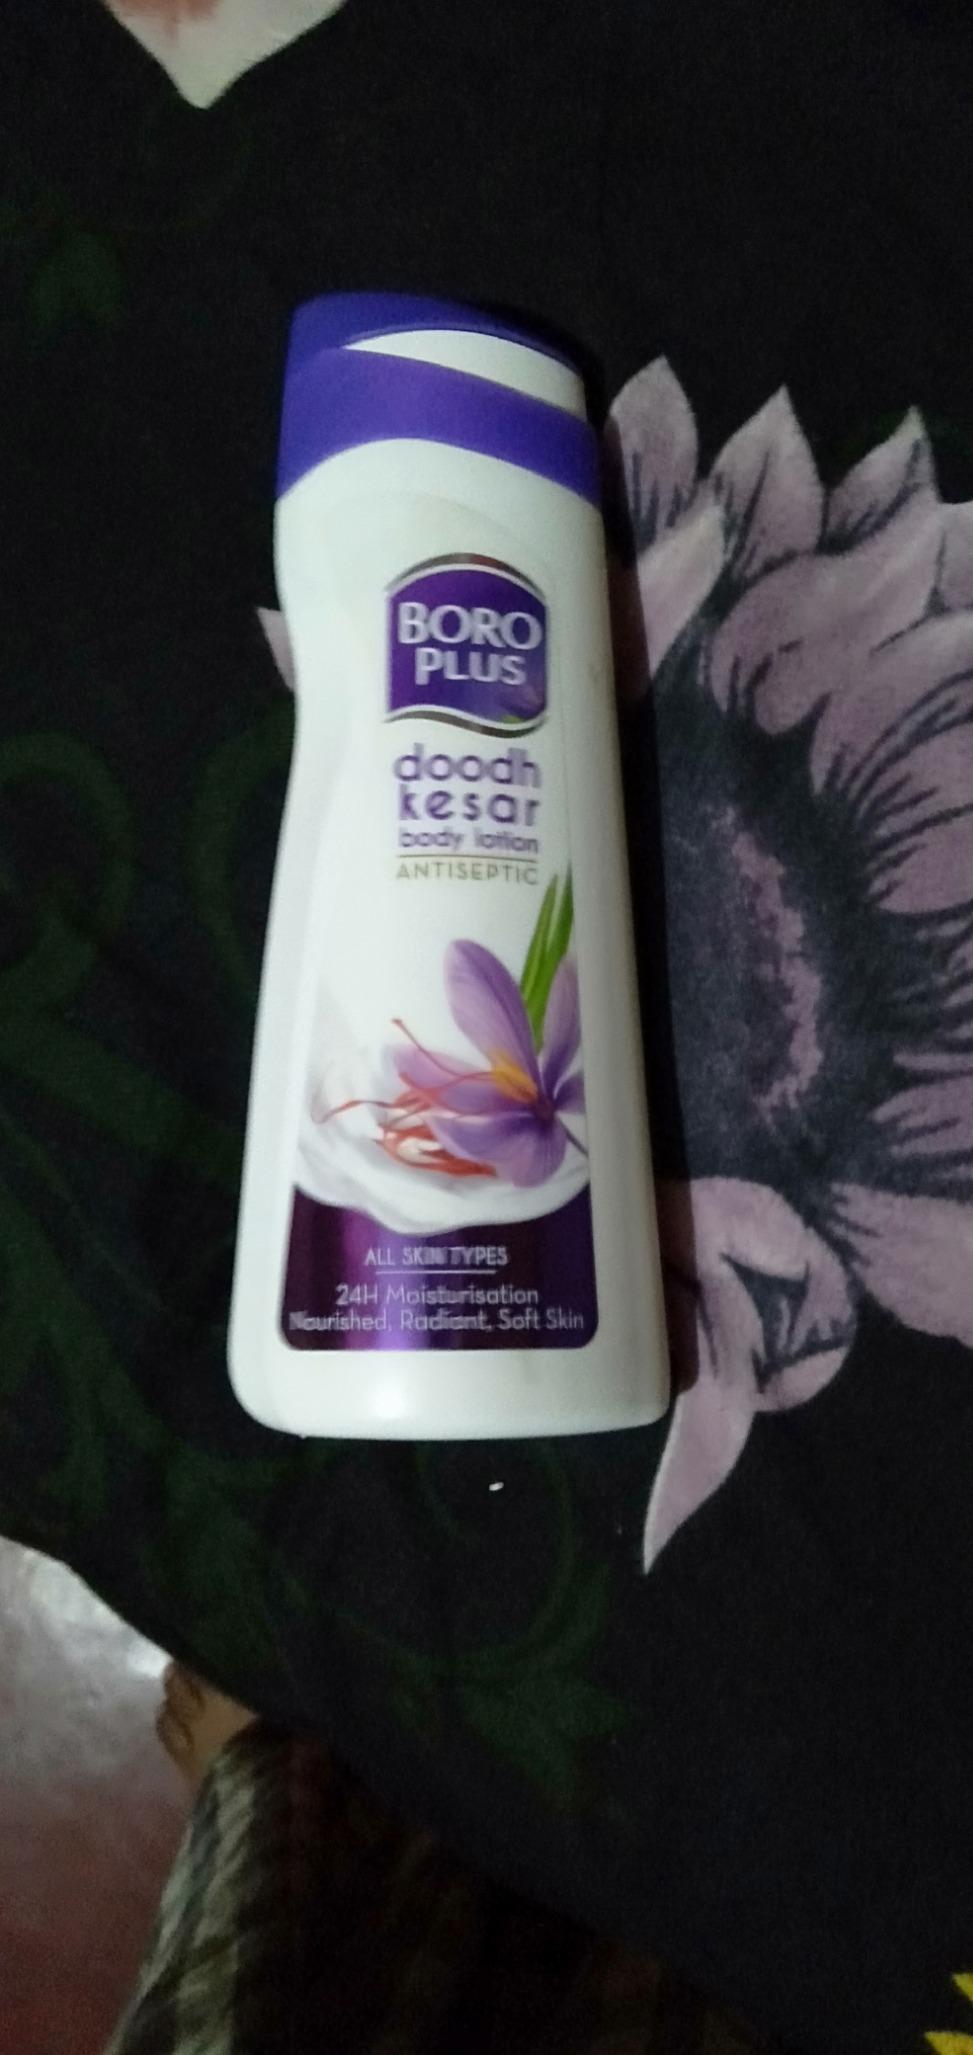 BORO
PLUS
doodh
kesar
body lotion
ANTISEPTIC
ALL SKIN TYPES
24H Moisturisation
Nourished, Radiant, Soft Skin